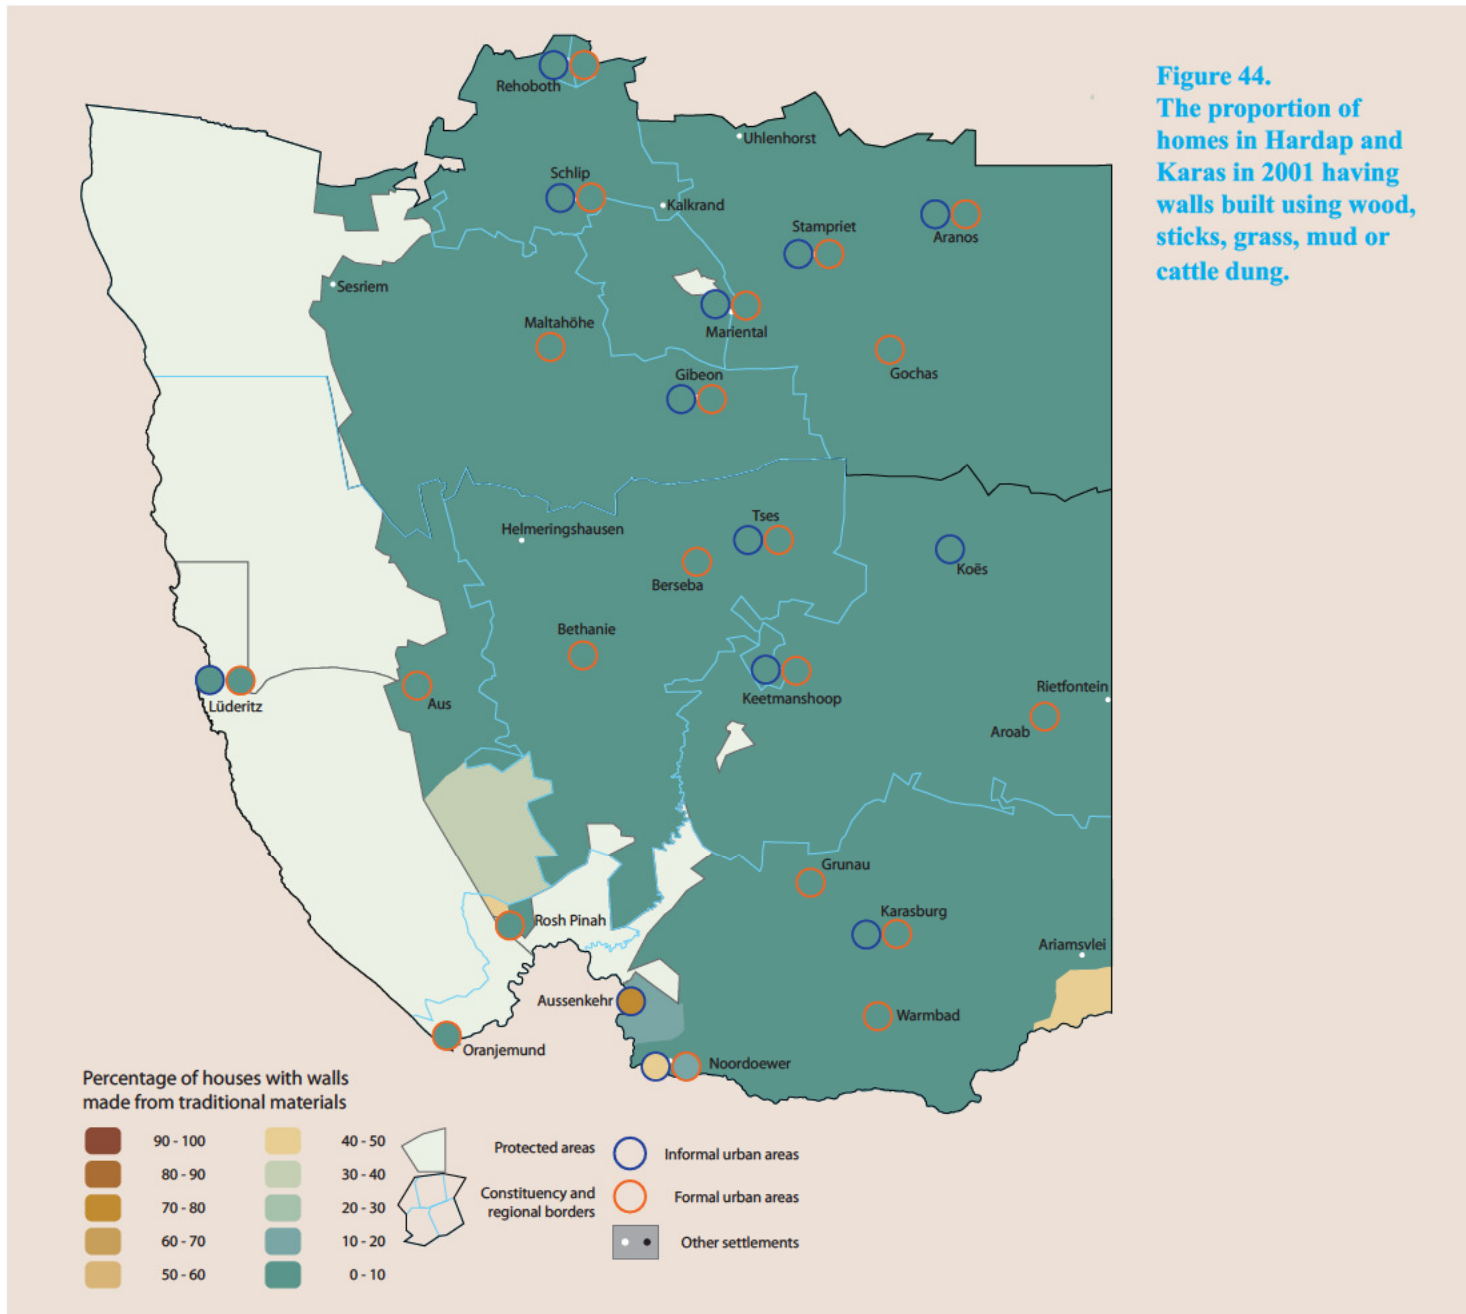 Figure 44.
The proportion of
homes in Hardap and
Karas in 2001 having
walls built using wood,
sticks, grass, mud or
cattle dung.
Rehoboth
Uhlenhorst
Schlip
Kalkrand
Stampriet
Aranos
Sesriem
Maltahöhe
Mariental
Gochas
Gibeon
Tses
Helmeringshausen
Koës
Berseba
Bethanie
Keetmanshoop
Rietfontein
Lüderitz
Aus
Aroab
Grunau
Karasburg
Rosh Pinah
Ariamsvlei
Aussenkehr
Warmbad
Oranjemund
Noordoewer
Percentage of houses with walls
made from traditional materials
90 - 100
80 - 90
70 - 80
60 - 70
50 - 60
40 - 50
30 - 40
20 - 30
10 - 20
0 - 10
Protected areas
Constituency and
regional borders
Informal urban areas
Formal urban areas
Other settlements